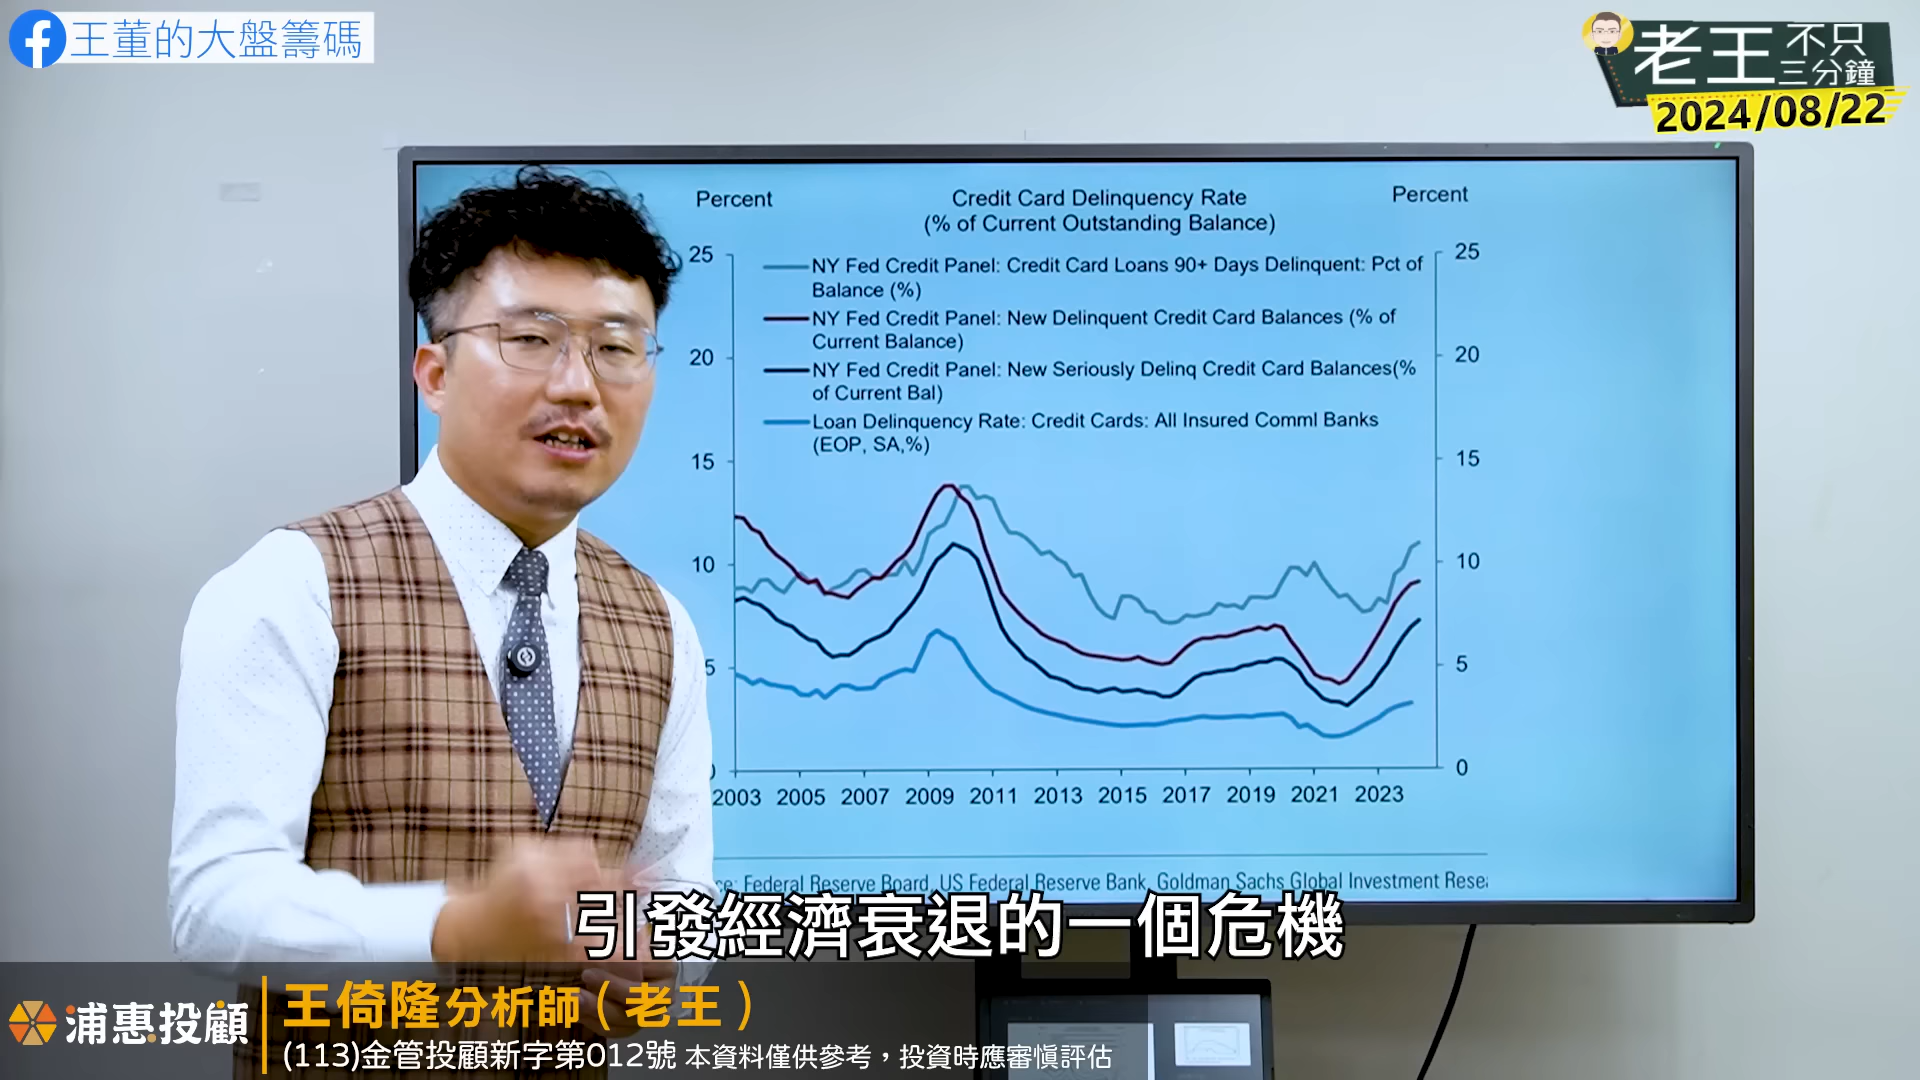 王董的大盤籌碼
老王不只三分鐘
2024/08/22
Percent
Credit Card Delinquency Rate
(% of Current Outstanding Balance)
Percent
NY Fed Credit Panel: Credit Card Loans 90+ Days Delinquent: Pct of
Balance (%)
NY Fed Credit Panel: New Delinquent Credit Card Balances (% of
Current Balance)
NY Fed Credit Panel: New Seriously Delinq Credit Card Balances(%
of Current Bal)
Loan Delinquency Rate: Credit Cards: All Insured Comml Banks
(EOP, SA,%)
25 25
20 20
15 15
10 10
5 5
0
2003 2005 2007 2009 2011 2013 2015 2017 2019 2021 2023
Federal Reserve Board, US Federal Reserve Bank, Goldman Sachs Global Investment
引發經濟衰退的一個危機
浦惠投顧
王倚隆分析師(老王)
(113)金管投顧新字第012號 本資料僅供參考，投資時應審慎評估